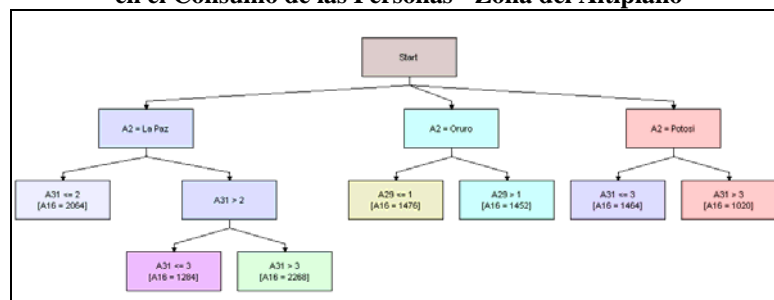 en el Consumo de las Personas - Zona del Altiplano
Start
A2 = La Paz
A2 = Oruro
A2 = Potosí
A31 <= 2
[A16 = 2064]
A31 > 2
A29 <= 1
[A16 = 1476]
A29 > 1
[A16 = 1452]
A31 <= 3
[A16 = 1464]
A31 > 3
[A16 = 1020]
A31 <= 3
[A16 = 1284]
A31 > 3
[A16 = 2268]